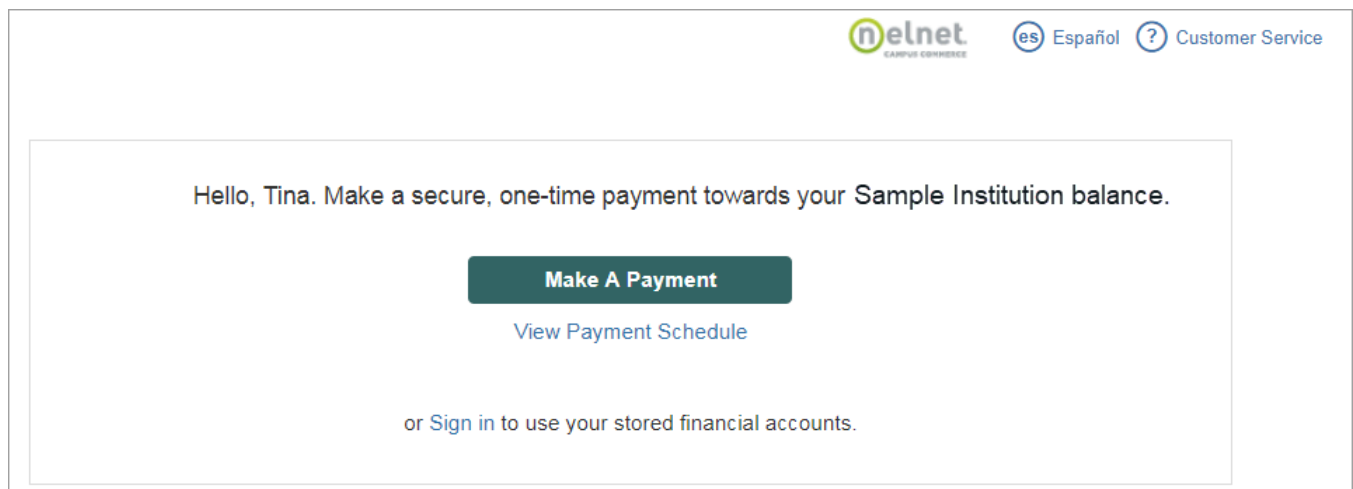 nelnet
CAMPUS COMMERCE
es Español ? Customer Service
Hello, Tina. Make a secure, one-time payment towards your Sample Institution balance.
Make A Payment
View Payment Schedule
or Sign in to use your stored financial accounts.